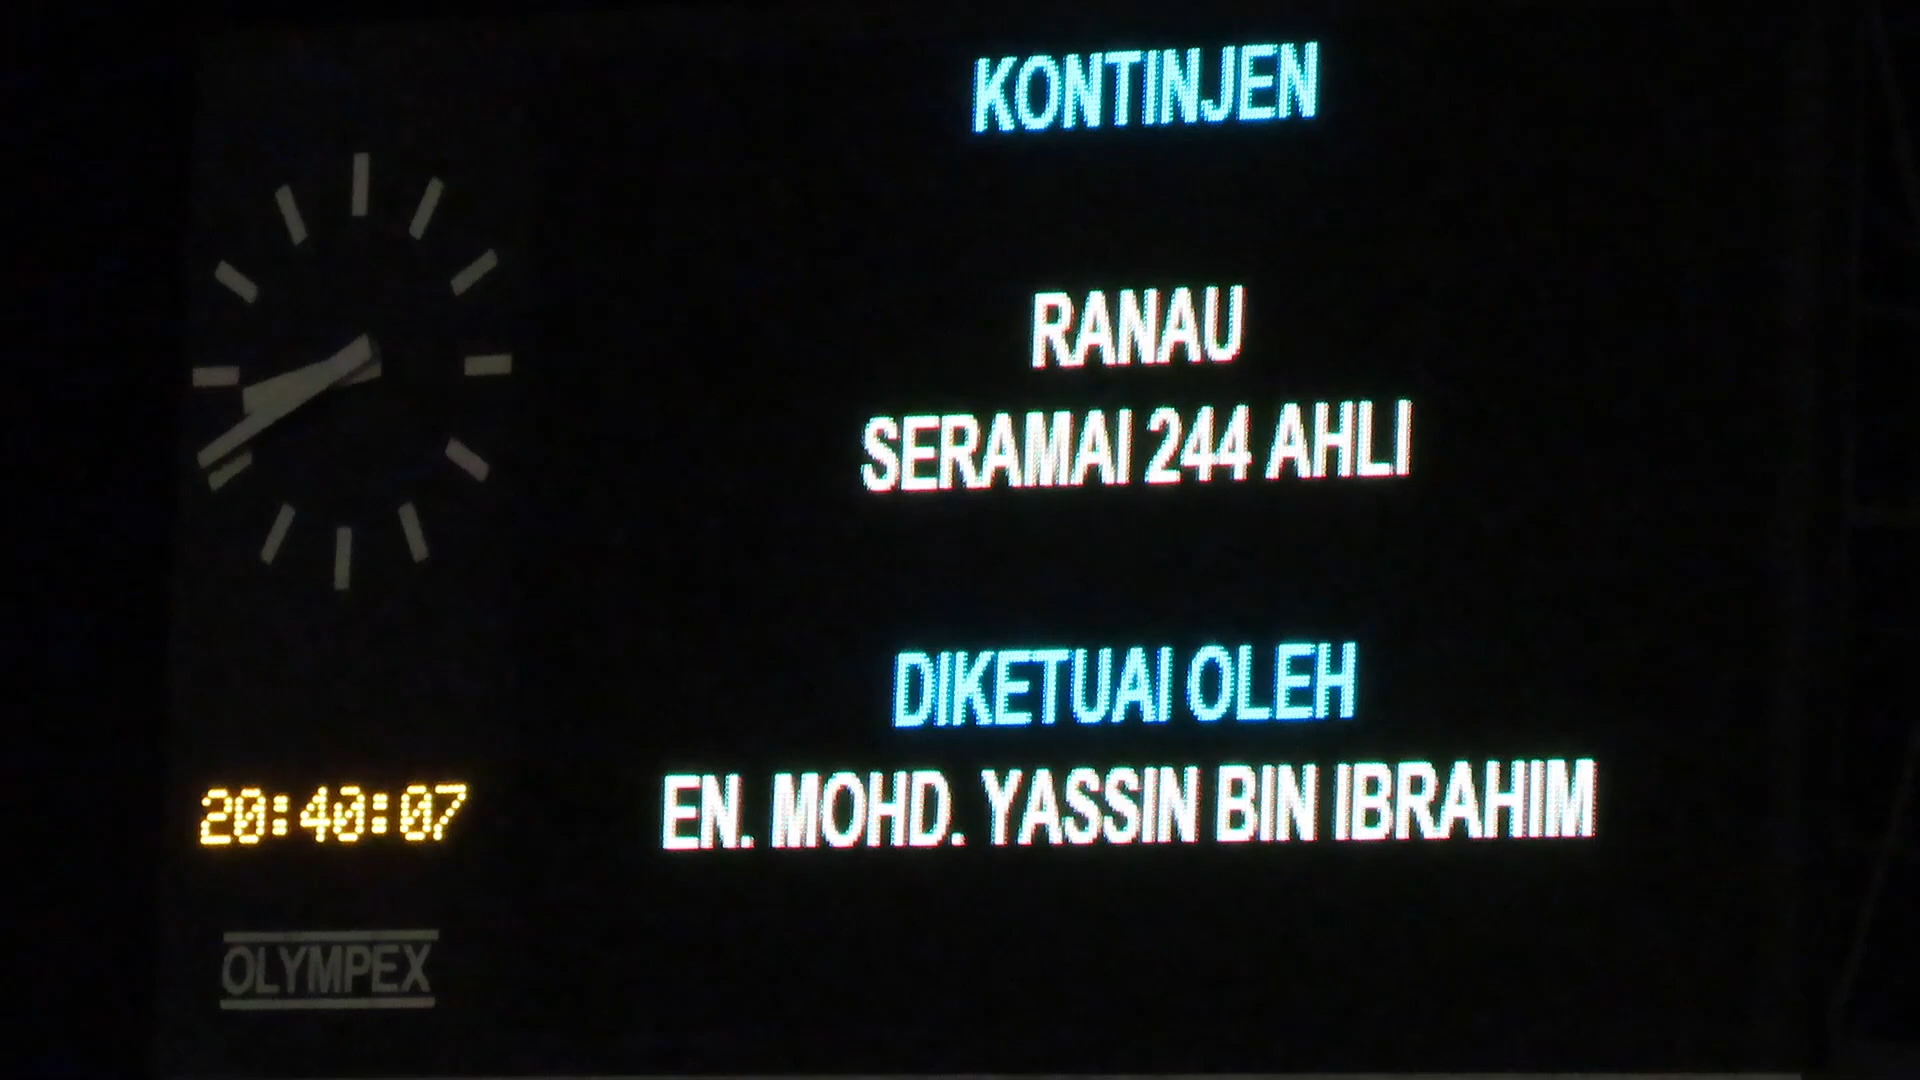 KONTINJEN
RANAU
SERAMAI 244 AHLI
DIKETUAI OLEH
EN. MOHD. YASSIN BIN IBRAHIM
20:40:07
OLYMPEX